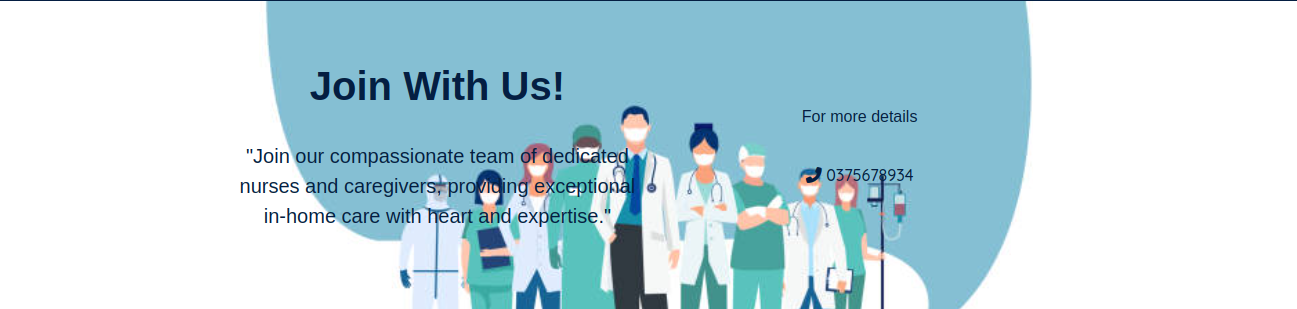 Join With Us!
"Join our compassionate team of dedicated
nurses and caregivers, providing exceptional
in-home care with heart and expertise."
For more details
0375678934